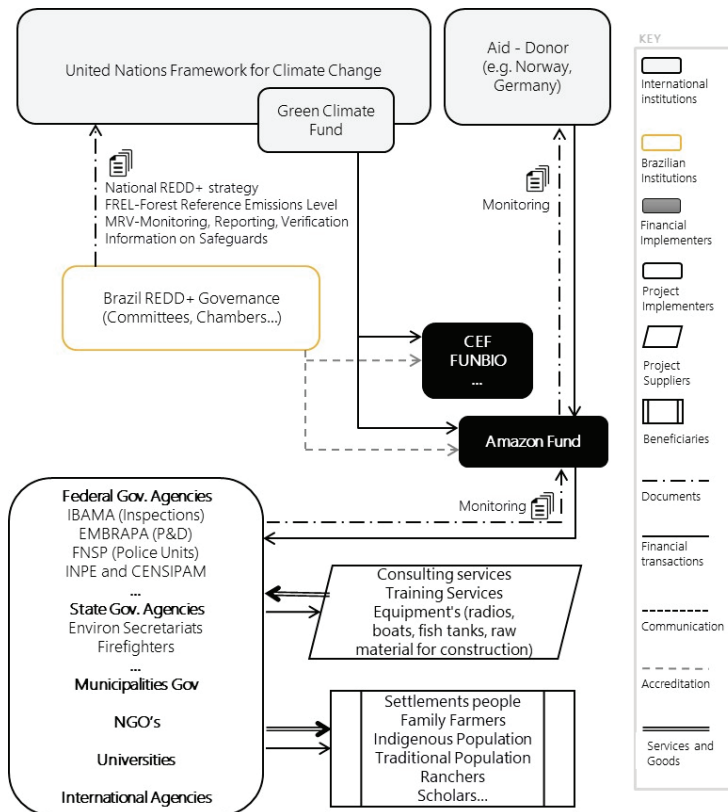 United Nations Framework for Climate Change
Green Climate
Fund
Aid - Donor
(e.g. Norway,
Germany)
National REDD+ strategy
FREL-Forest Reference Emissions Level
MRV-Monitoring, Reporting, Verification
Information on Safeguards
Monitoring
Brazil REDD+ Governance
(Committees, Chambers...)
CEF
FUNBIO
...
Amazon Fund
Monitoring
Federal Gov. Agencies
IBAMA (Inspections)
EMBRAPA (P&D)
FNSP (Police Units)
INPE and CENSIPAM
...
State Gov. Agencies
Environ Secretariats
Firefighters
...
Municipalities Gov
NGO's
Universities
International Agencies
Consulting services
Training Services
Equipment's (radios,
boats, fish tanks, raw
material for construction)
Settlements people
Family Farmers
Indigenous Population
Traditional Population
Ranchers
Scholars...
KEY
International
institutions
Brazilian
Institutions
Financial
Implementers
Project
Implementers
Project
Suppliers
Beneficiaries
Documents
Financial
transactions
Communication
Accreditation
Services and
Goods